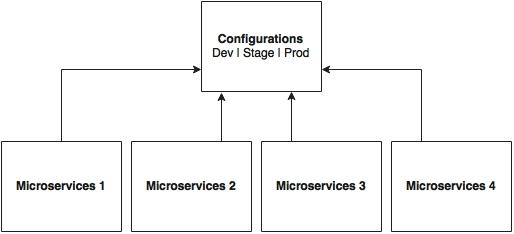 Configurations
Dev | Stage | Prod
Microservices 1
Microservices 2
Microservices 3
Microservices 4